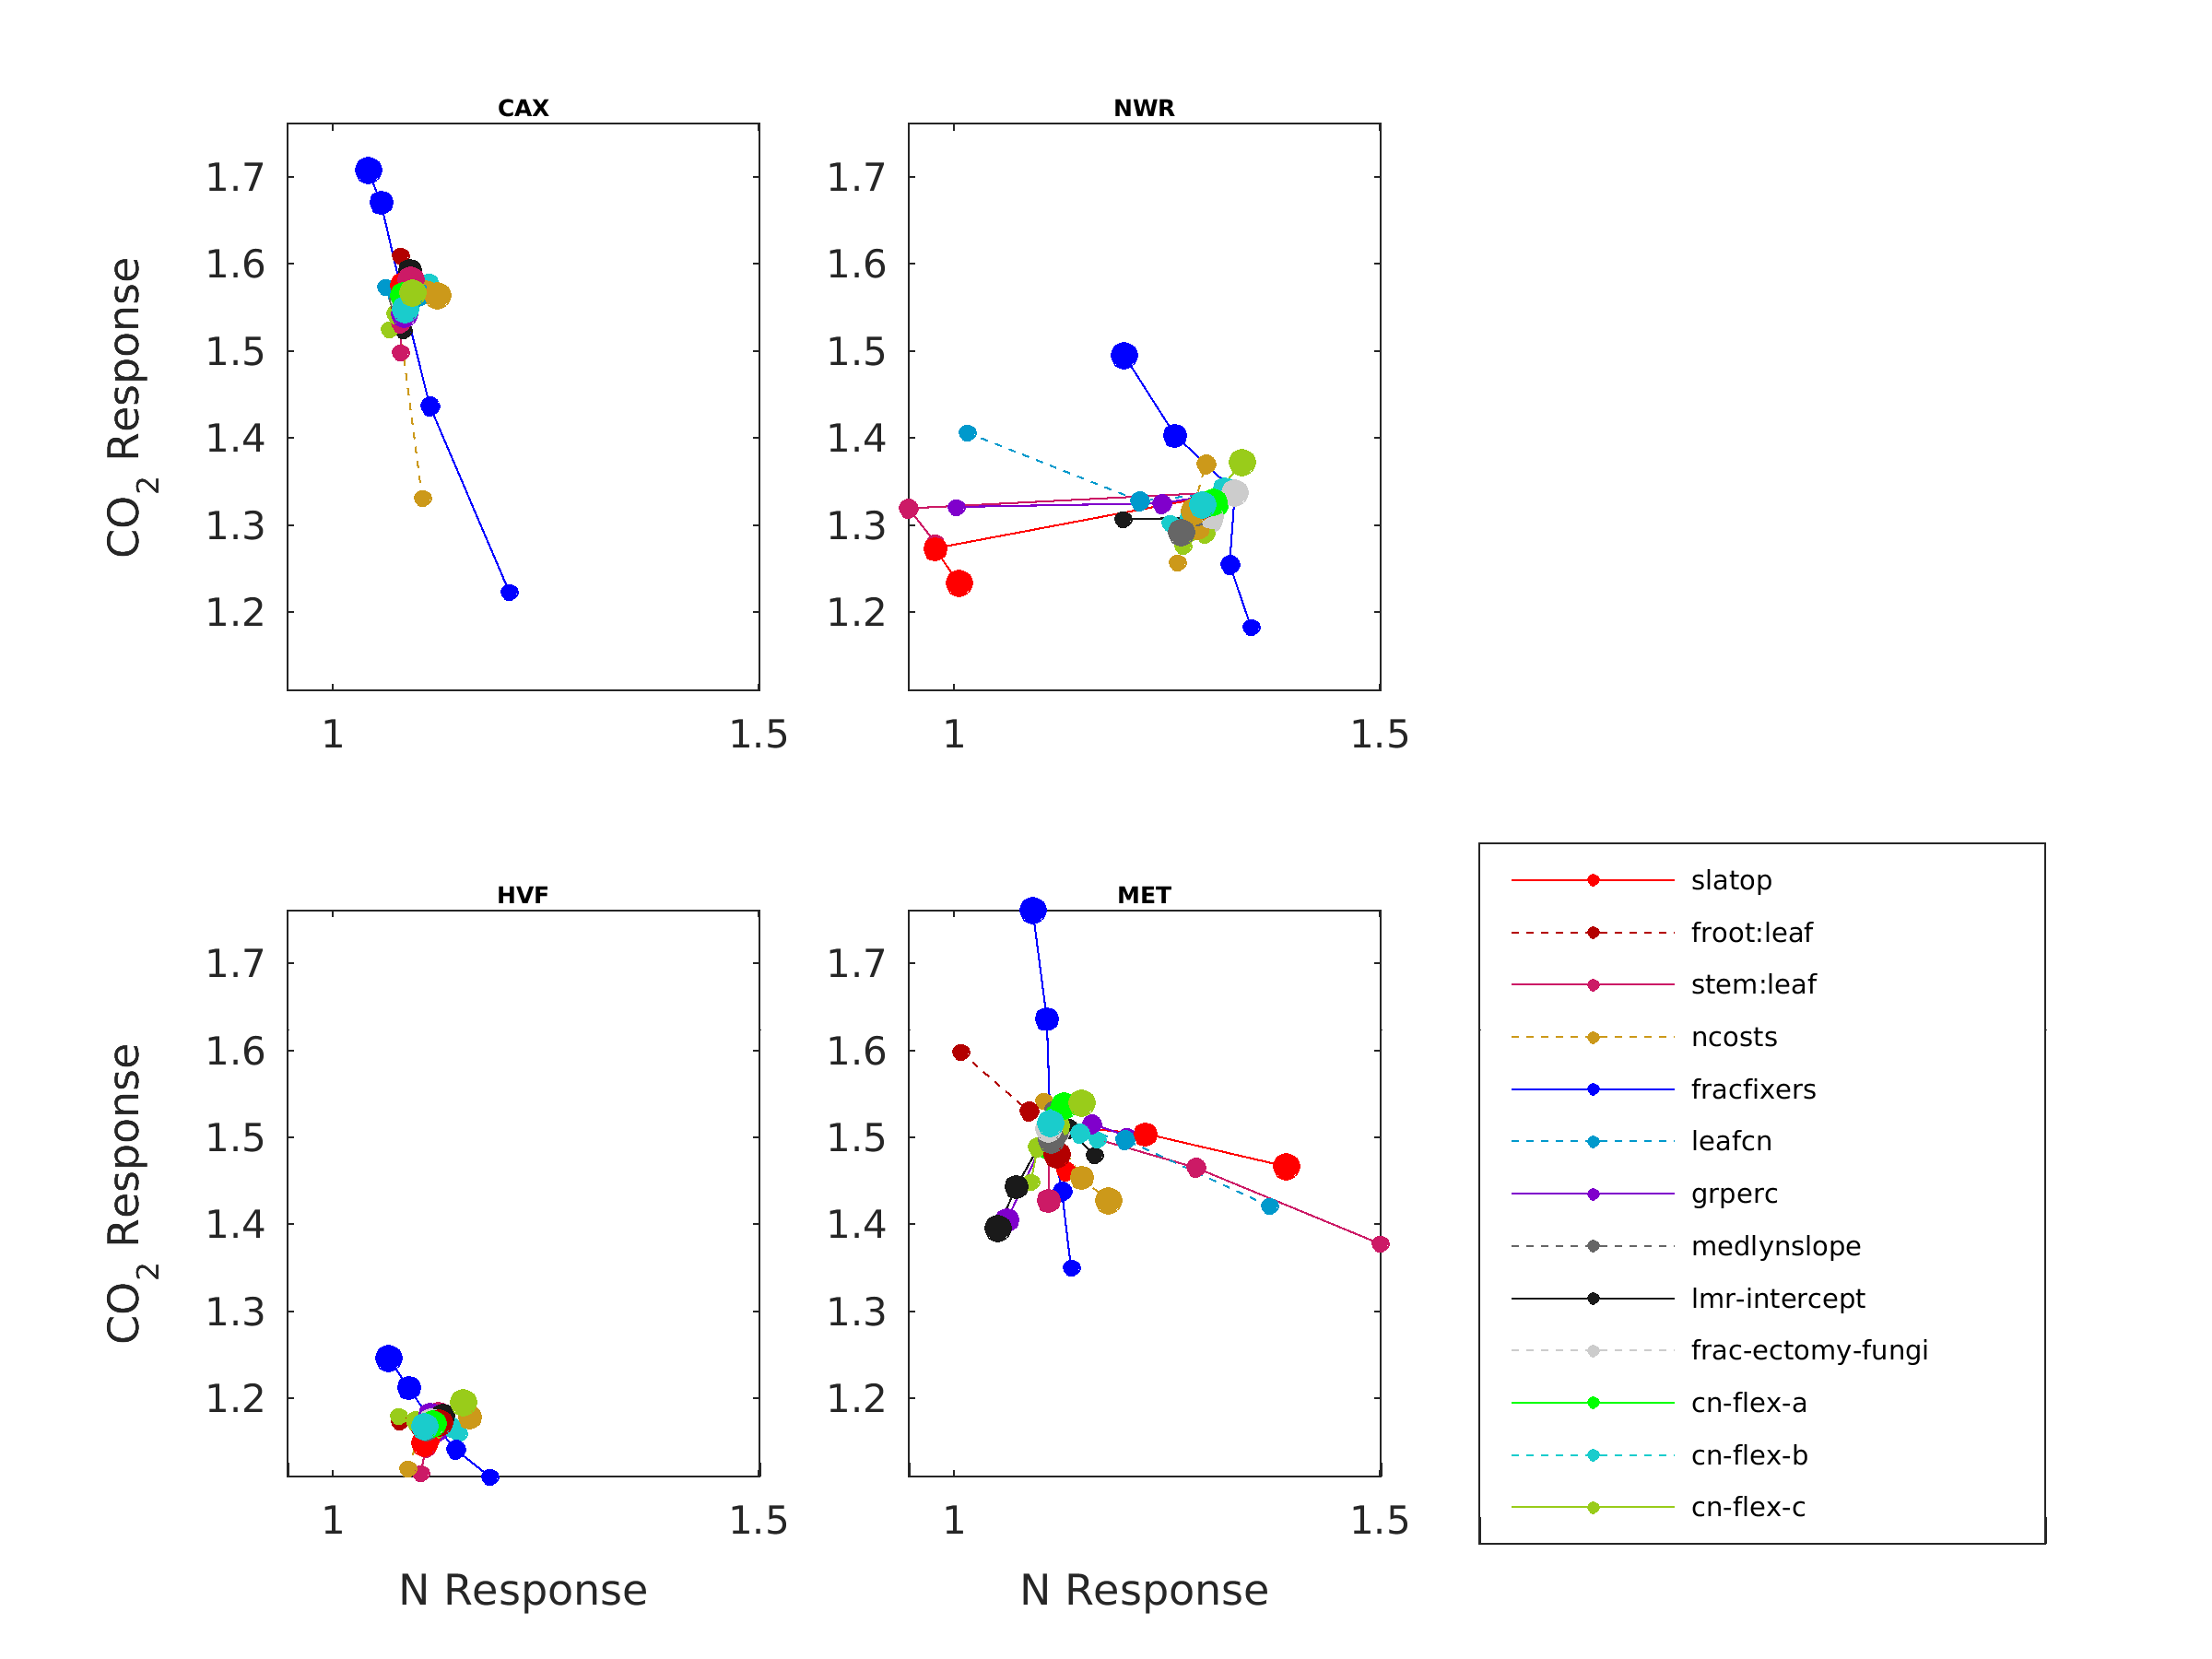 CAX
NWR
1.7
1.6
1.5
1.4
1.3
1.2
CO2 Response
1
1.5
1.7
1.6
1.5
1.4
1.3
1.2
1
1.5
HVF
MET
1.7
1.6
1.5
1.4
1.3
1.2
CO2 Response
1
1.5
N Response
1.7
1.6
1.5
1.4
1.3
1.2
1
1.5
N Response
slatop
froot:leaf
stem:leaf
ncosts
fracfixers
leafcn
grperc
medlynslope
lmr-intercept
frac-ectomy-fungi
cn-flex-a
cn-flex-b
cn-flex-c